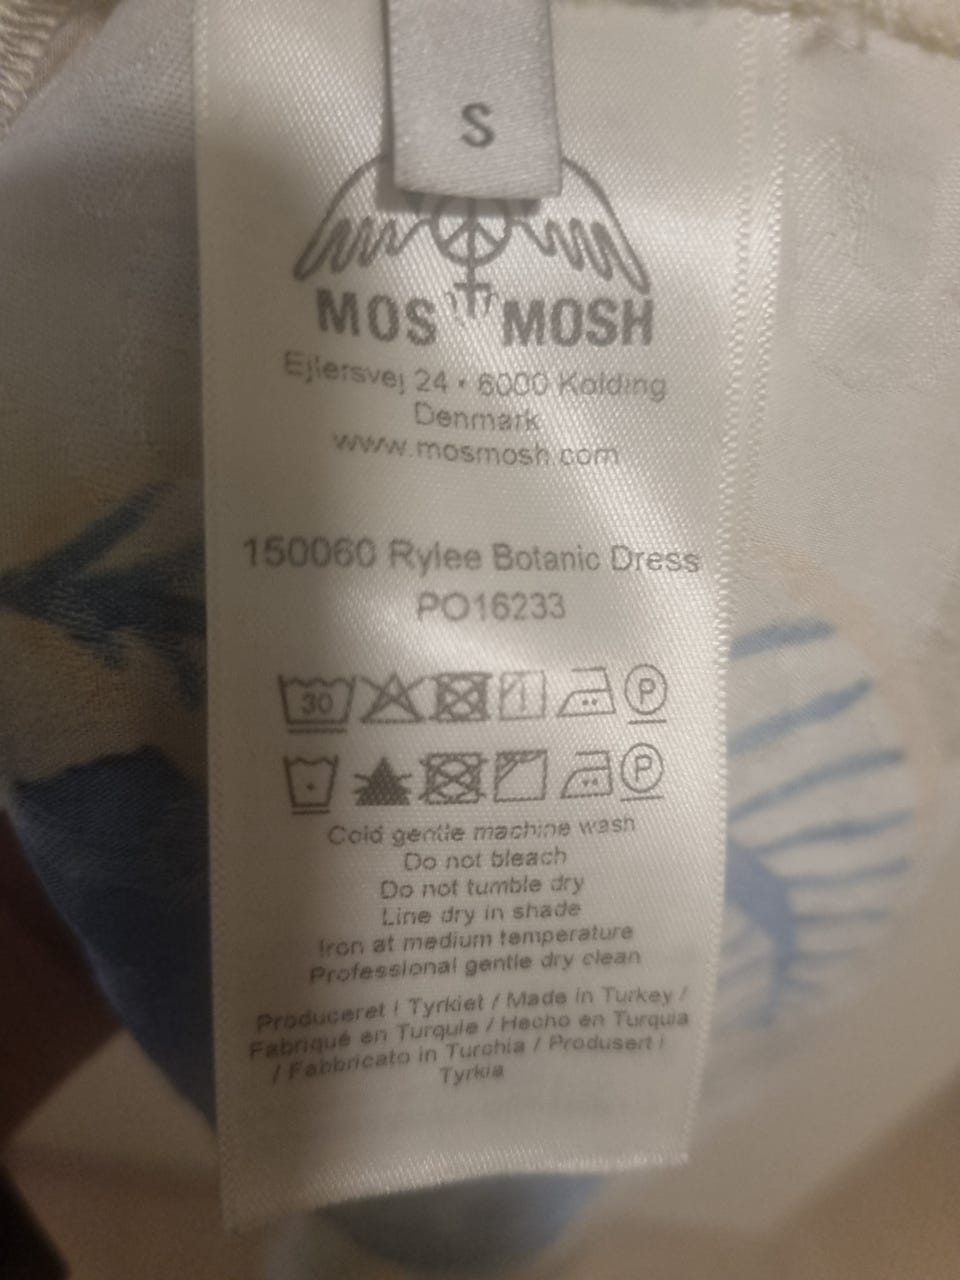 S
MOS MOSH
Ejlersvej 24 • 6000 Kolding
Denmark
www.mosmosh.com
150060 Rylee Botanic Dress
PO16233
30 P
P
Cold gentle machine wash
Do not bleach
Do not tumble dry
Line dry in shade
Iron at medium temperature
Professional gentle dry clean
Produceret i Tyrkiet / Made in Turkey /
Fabriqué en Turquie / Hecho en Turquia
/ Fabbricato in Turchia / Produsert i
Tyrkia